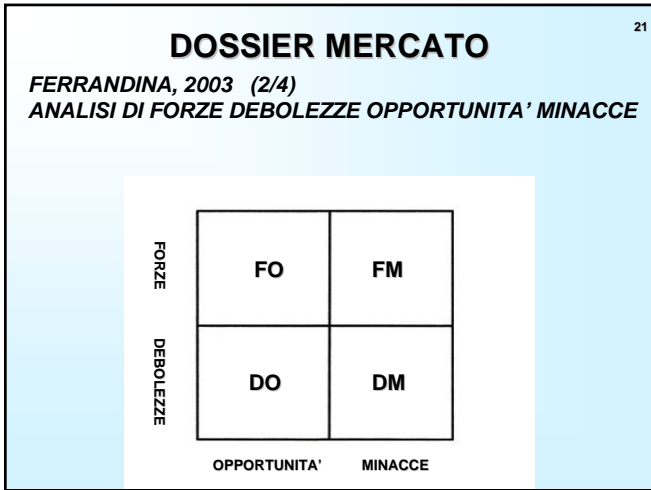 21
DOSSIER MERCATO
FERRANDINA, 2003 (2/4)
ANALISI DI FORZE DEBOLEZZE OPPORTUNITA' MINACCE
FORZE
FO
FM
DEBOLEZZE
DO
DM
OPPORTUNITA'
MINACCE